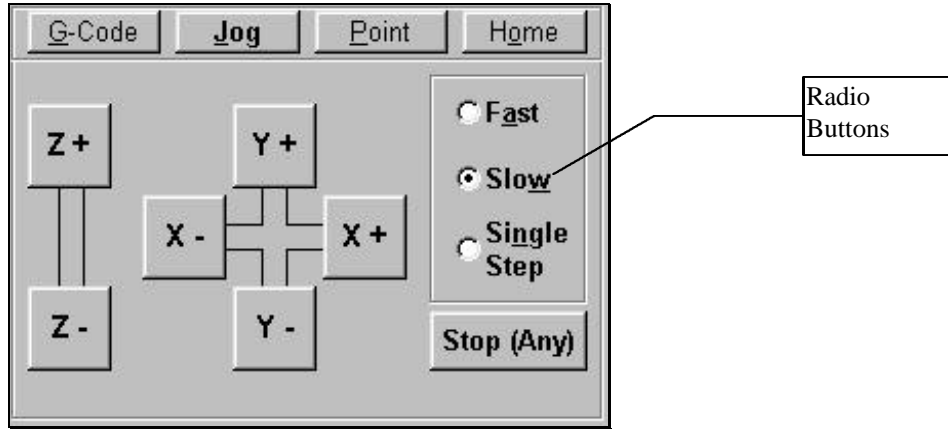 G-Code Jog Point Home
Z + Y + Fast
Radio
Buttons
Slow
X - X +
Single
Step
Z - Y - Stop (Any)